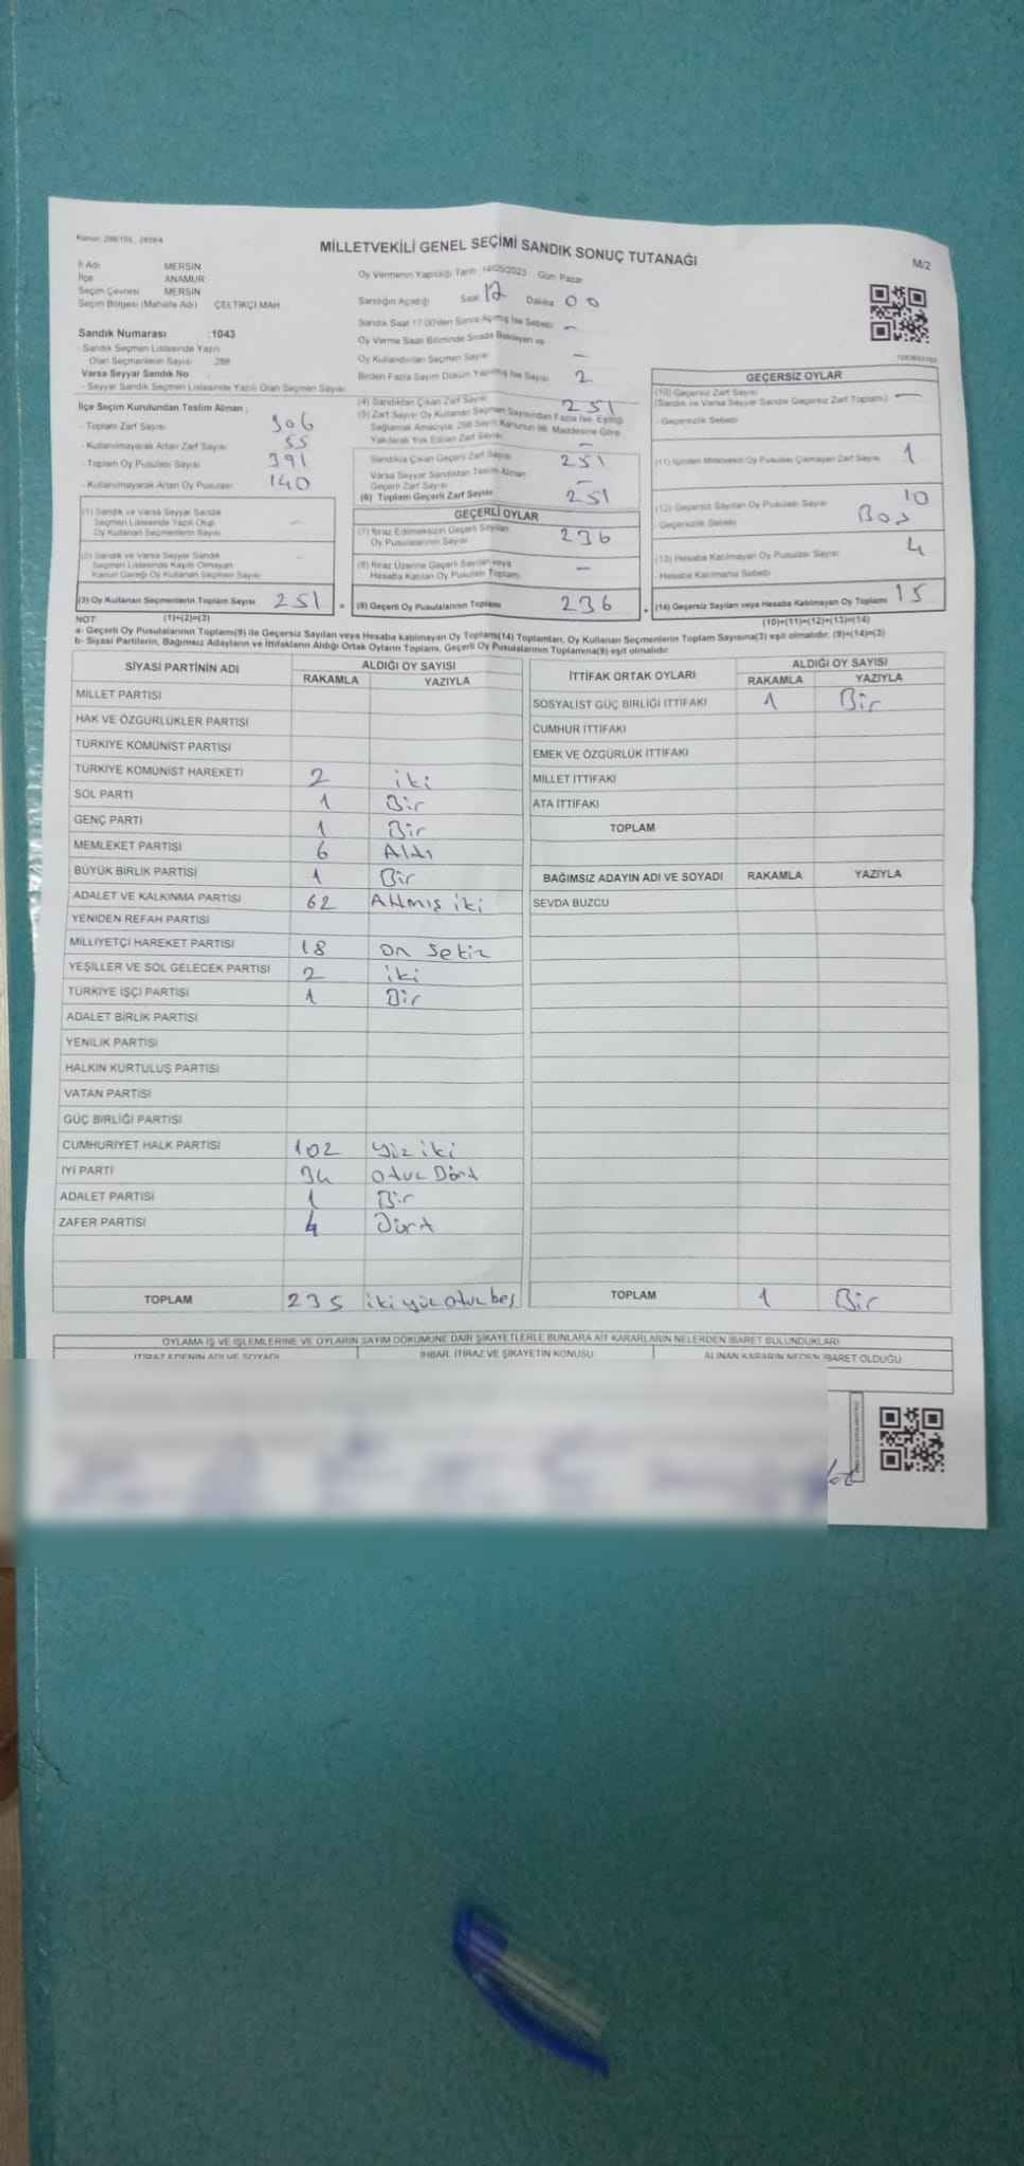 MİLLETVEKİLİ GENEL SEÇİMİ SANDIK SONUÇ TUTANAĞI
M/2
İl Adı MERSİN
İlçe ANAMUR
Seçim Çevresi MERSİN
Seçim Bölgesi (Mahalle Adı) ÇELTİKÇİ MAH
Sandık Numarası :1043
Sandık Seçmen Listesinde Yazılı
Olan Seçmenlerin Sayısı
Varsa Seyyar Sandık No
- Seyyar Sandık Seçmen Listesinde Yazılı Olan Seçmen Sayısı
Oy Vermenin Yapıldığı Tarih 14/05/2023 Gün Pazar
Sandığın Açıldığı Saat 17 Dakika 00
Sandık Saat 17.00'den Sonra Açılmış İse Sebebi -
Oy Verme Saati Bitiminde Sırada Bekleyen ve
Oy Kullandırılan Seçmen Sayısı -
Birden Fazla Sayım Döküm Yapılmış İse Sayısı 2
İlçe Seçim Kurulundan Teslim Alınan :
- Toplam Zarf Sayısı 306
- Kullanılmayarak Artan Zarf Sayısı 55
- Toplam Oy Pusulası Sayısı 391
- Kullanılmayarak Artan Oy Pusulası 140
(1) Sandık ve Varsa Seyyar Sandık
Seçmen Listesinde Yazılı Olup
Oy Kullanan Seçmenlerin Sayısı -
(2) Sandık ve Varsa Seyyar Sandık
Seçmen Listesinde Kayıtlı Olmayan
Kanun Gereği Oy Kullanan Seçmen Sayısı -
(3) Oy Kullanan Seçmenlerin Toplam Sayısı 251
(1)+(2)=(3)
(4) Sandıktan Çıkan Zarf Sayısı 251
(5) Zarf Sayısı Oy Kullanan Seçmen Sayısından Fazla İse, Eşitliği
Sağlamak Amacıyla 298 Sayılı Kanunun 98. Maddesine Göre
Yakılarak Yok Edilen Zarf Sayısı -
Sandıkta Çıkan Geçerli Zarf Sayısı 251
Varsa Seyyar Sandıktan Teslim Alınan
Geçerli Zarf Sayısı -
(6) Toplam Geçerli Zarf Sayısı 251
GEÇERLİ OYLAR
(7) İtiraz Edilmeksizin Geçerli Sayılan
Oy Pusulalarının Sayısı 236
(8) İtiraz Üzerine Geçerli Sayılan veya
Hesaba Katılan Oy Pusulası Toplamı -
(9) Geçerli Oy Pusulalarının Toplamı 236
GEÇERSİZ OYLAR
(10) Geçersiz Zarf Sayısı
(Sandık ve Varsa Seyyar Sandık Geçersiz Zarf Toplamı) -
Geçersizlik Sebebi
(11) İçinden Milletvekili Oy Pusulası Çıkmayan Zarf Sayısı 1
(12) Geçersiz Sayılan Oy Pusulası Sayısı 10
Geçersizlik Sebebi Boş
(13) Hesaba Katılmayan Oy Pusulası Sayısı 4
Hesaba Katılmama Sebebi
(14) Geçersiz Sayılan veya Hesaba Katılmayan Oy Toplamı 15
(10)+(11)+(12)+(13)=(14)
NOT
a- Geçerli Oy Pusulalarının Toplamı(9) ile Geçersiz Sayılan veya Hesaba katılmayan Oy Toplamı(14) Toplamları, Oy Kullanan Seçmenlerin Toplam Sayısına(3) eşit olmalıdır. (9)+(14)=(3)
b- Siyasi Partilerin, Bağımsız Adayların ve İttifakların Aldığı Ortak Oyların Toplamı, Geçerli Oy Pusulalarının Toplamına(9) eşit olmalıdır
SİYASİ PARTİNİN ADI ALDIĞI OY SAYISI
RAKAMLA YAZIYLA
MİLLET PARTİSİ
HAK VE ÖZGÜRLÜKLER PARTİSİ
TÜRKİYE KOMÜNİST PARTİSİ
TÜRKİYE KOMÜNİST HAREKETİ 2 iki
SOL PARTİ 1 Bir
GENÇ PARTİ 1 Bir
MEMLEKET PARTİSİ 6 Altı
BÜYÜK BİRLİK PARTİSİ 1 Bir
ADALET VE KALKINMA PARTİSİ 62 Altmış iki
YENİDEN REFAH PARTİSİ
MİLLİYETÇİ HAREKET PARTİSİ 18 on sekiz
YEŞİLLER VE SOL GELECEK PARTİSİ 2 iki
TÜRKİYE İŞÇİ PARTİSİ 1 Bir
ADALET BİRLİK PARTİSİ
YENİLİK PARTİSİ
HALKIN KURTULUŞ PARTİSİ
VATAN PARTİSİ
GÜÇ BİRLİĞİ PARTİSİ
CUMHURİYET HALK PARTİSİ 102 yüz iki
İYİ PARTİ 34 otuz Dört
ADALET PARTİSİ 1 Bir
ZAFER PARTİSİ 4 Dört
TOPLAM 235 iki yüz otuz beş
İTTİFAK ORTAK OYLARI ALDIĞI OY SAYISI
RAKAMLA YAZIYLA
SOSYALİST GÜÇ BİRLİĞİ İTTİFAKI 1 Bir
CUMHUR İTTİFAKI
EMEK VE ÖZGÜRLÜK İTTİFAKI
MİLLET İTTİFAKI
ATA İTTİFAKI
TOPLAM
BAĞIMSIZ ADAYIN ADI VE SOYADI RAKAMLA YAZIYLA
SEVDA BUZCU
TOPLAM 1 Bir
OYLAMA İŞ VE İŞLEMLERİNE VE OYLARIN SAYIM DÖKÜMÜNE DAİR ŞİKAYETLERLE BUNLARA AİT KARARLARIN NELERDEN İBARET BULUNDUKLARI
İTİRAZ EDENİN ADI VE SOYADI İHBAR, İTİRAZ VE ŞİKAYETİN KONUSU ALINAN KARARIN NEDEN İBARET OLDUĞU